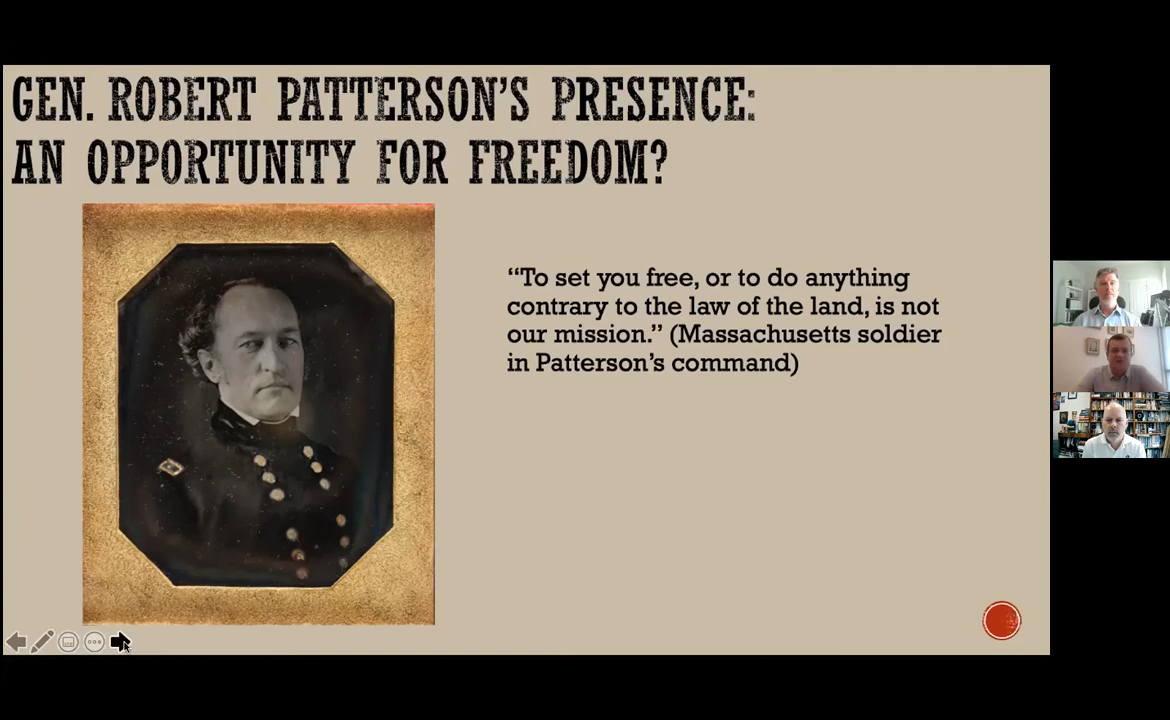 GEN. ROBERT PATTERSON’S PRESENCE:
AN OPPORTUNITY FOR FREEDOM?
“To set you free, or to do anything
contrary to the law of the land, is not
our mission.” (Massachusetts soldier
in Patterson’s command)